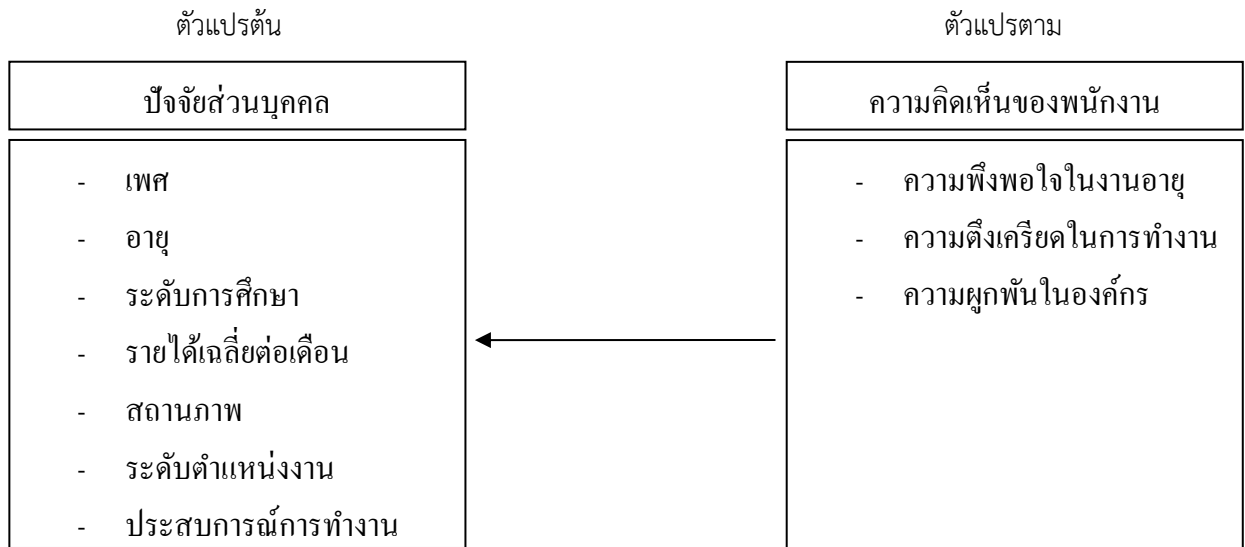 ตัวแปรต้น
ปัจจัยส่วนบุคคล
- เพศ
- อายุ
- ระดับการศึกษา
- รายได้เฉลี่ยต่อเดือน
- สถานภาพ
- ระดับตำแหน่งงาน
- ประสบการณ์การทำงาน
ตัวแปรตาม
ความคิดเห็นของพนักงาน
- ความพึงพอใจในงานอายุ
- ความตึงเครียดในการทำงาน
- ความผูกพันในองค์กร